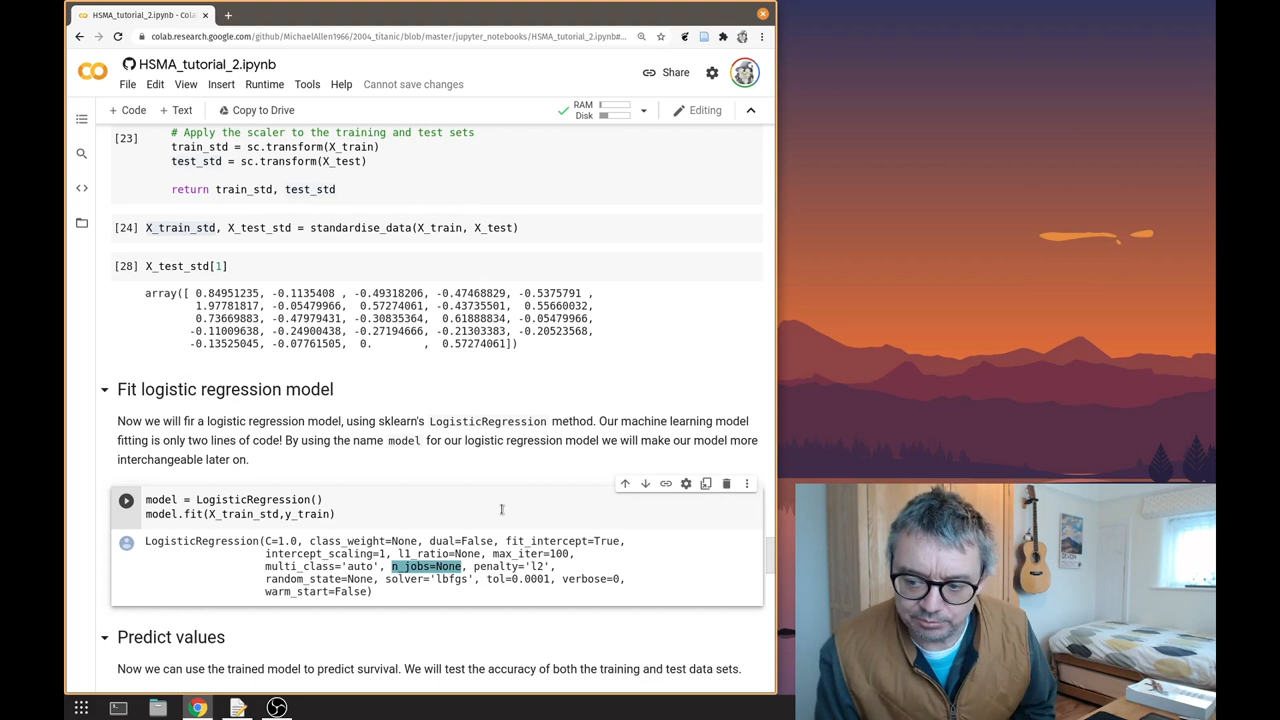 HSMA_tutorial_2.ipynb - Cola
colab.research.google.com/github/MichaelAllen1966/2004_titanic/blob/master/jupyter_notebooks/HSMA_tutorial_2.ipynb#...
HSMA_tutorial_2.ipynb
Share
File Edit View Insert Runtime Tools Help Cannot save changes
+ Code + Text Copy to Drive RAM Disk Editing
# Apply the scaler to the training and test sets
[23]
train_std = sc.transform(X_train)
test_std = sc.transform(X_test)
return train_std, test_std
[24] X_train_std, X_test_std = standardise_data(X_train, X_test)
[28] X_test_std[1]
array([ 0.84951235, -0.1135408 , -0.49318206, -0.47468829, -0.5375791 ,
1.97781817, -0.05479966, 0.57274061, -0.43735501, 0.55660032,
0.73669883, -0.47979431, -0.30835364, 0.61888834, -0.05479966,
-0.11009638, -0.24900438, -0.27194666, -0.21303383, -0.20523568,
-0.13525045, -0.07761505, 0. , 0.57274061])
Fit logistic regression model
Now we will fir a logistic regression model, using sklearn's LogisticRegression method. Our machine learning model
fitting is only two lines of code! By using the name model for our logistic regression model we will make our model more
interchangeable later on.
model = LogisticRegression()
model.fit(X_train_std,y_train)
LogisticRegression(C=1.0, class_weight=None, dual=False, fit_intercept=True,
intercept_scaling=1, l1_ratio=None, max_iter=100,
multi_class='auto', n_jobs=None, penalty='l2',
random_state=None, solver='lbfgs', tol=0.0001, verbose=0,
warm_start=False)
Predict values
Now we can use the trained model to predict survival. We will test the accuracy of both the training and test data sets.